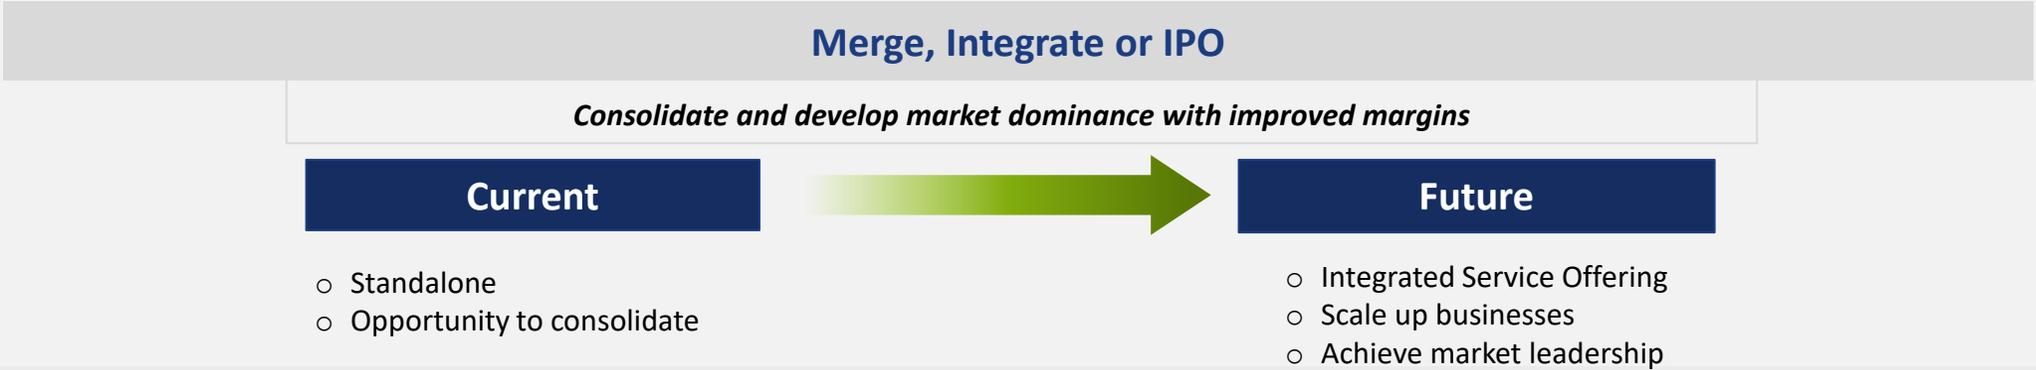 Merge, Integrate or IPO
Consolidate and develop market dominance with improved margins
Current
Future
o Standalone
o Opportunity to consolidate
o Integrated Service Offering
o Scale up businesses
o Achieve market leadership